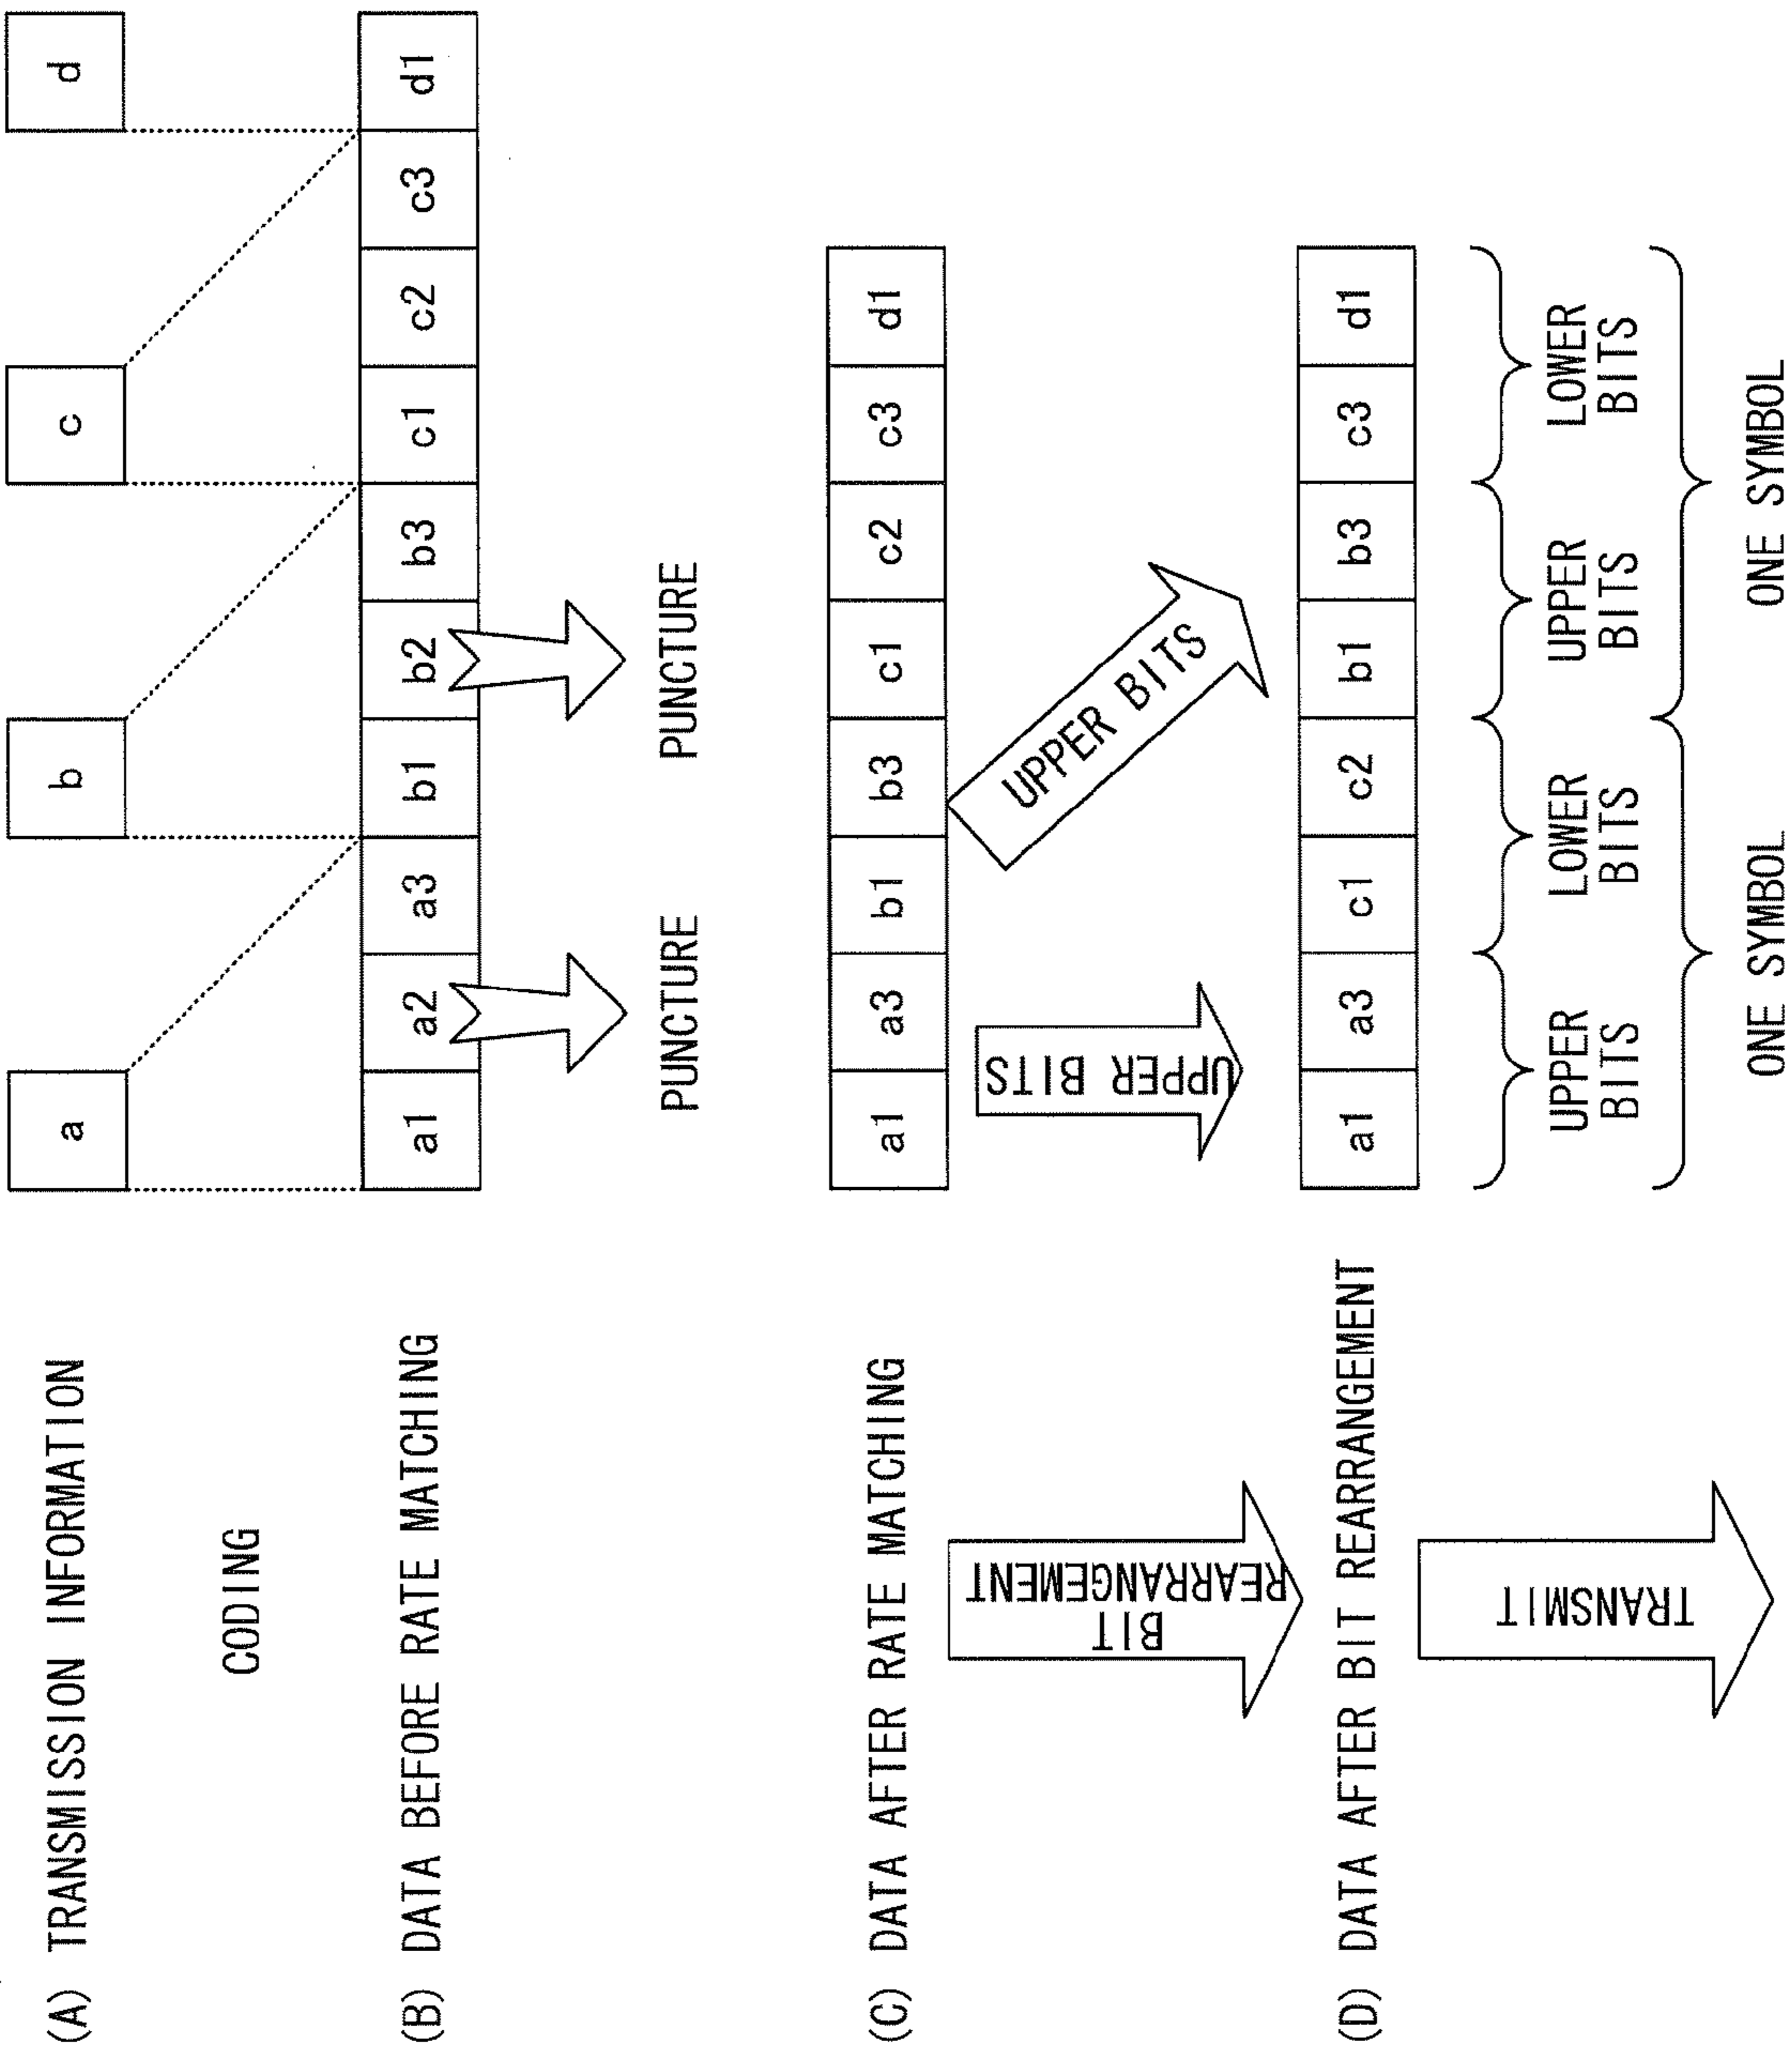 (A) TRANSMISSION INFORMATION
a
b
c
d
CODING
(B) DATA BEFORE RATE MATCHING
a1
a2
a3
b1
b2
b3
c1
c2
c3
d1
PUNCTURE
PUNCTURE
(C) DATA AFTER RATE MATCHING
a1
a3
b1
b3
c1
c2
c3
d1
BIT
REARRANGEMENT
UPPER BITS
UPPER BITS
(D) DATA AFTER BIT REARRANGEMENT
a1
a3
c1
c2
b1
b3
c3
d1
TRANSMIT
UPPER
BITS
LOWER
BITS
UPPER
BITS
LOWER
BITS
ONE SYMBOL
ONE SYMBOL